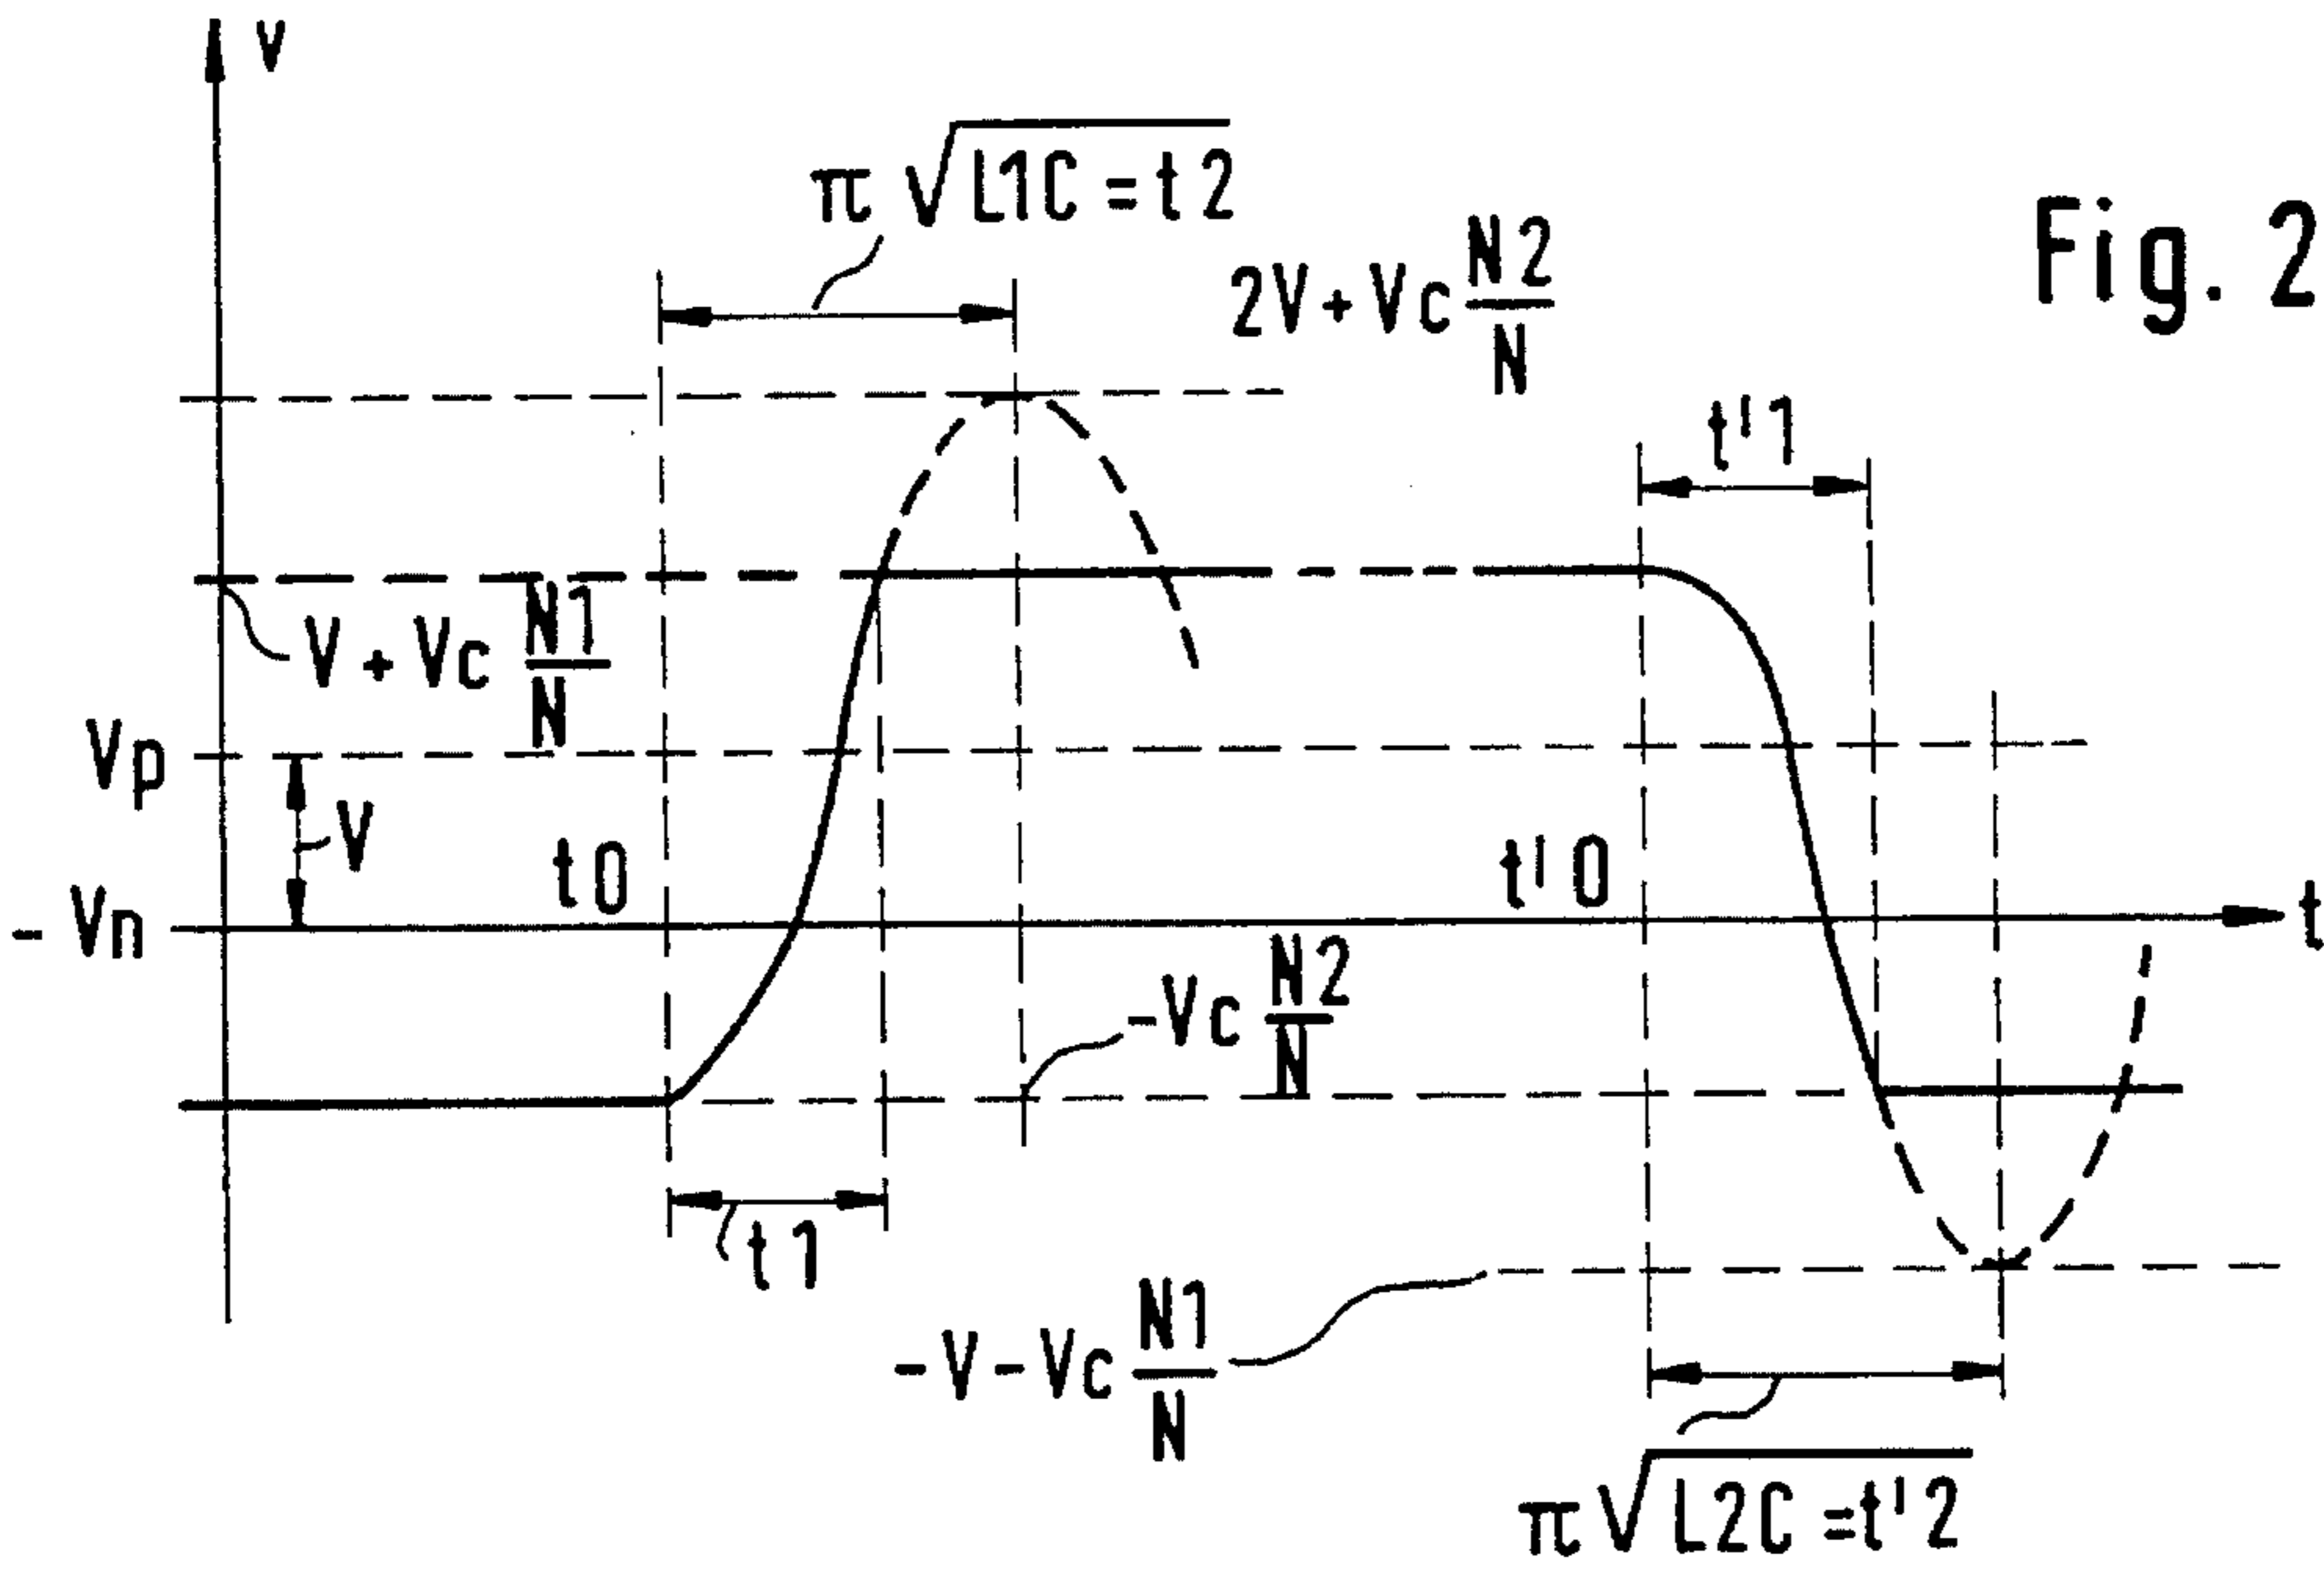 v
π √L1C = t2
Fig. 2
2V + Vc N2/N
t'1
V + Vc N1/N
Vp
V
t0
t'0
- Vn
t
-Vc N2/N
t1
-V - Vc N1/N
π √L2C = t'2